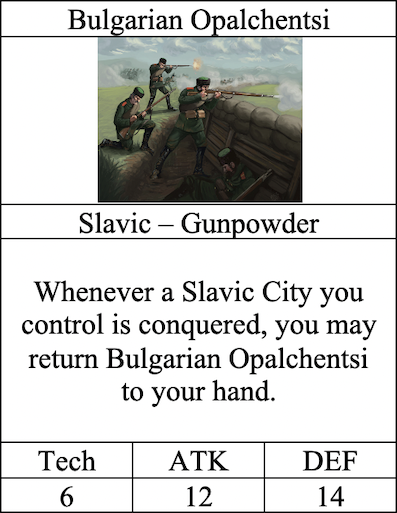 Bulgarian Opalchentsi
Slavic – Gunpowder
Whenever a Slavic City you
control is conquered, you may
return Bulgarian Opalchentsi
to your hand.
Tech ATK DEF
6 12 14